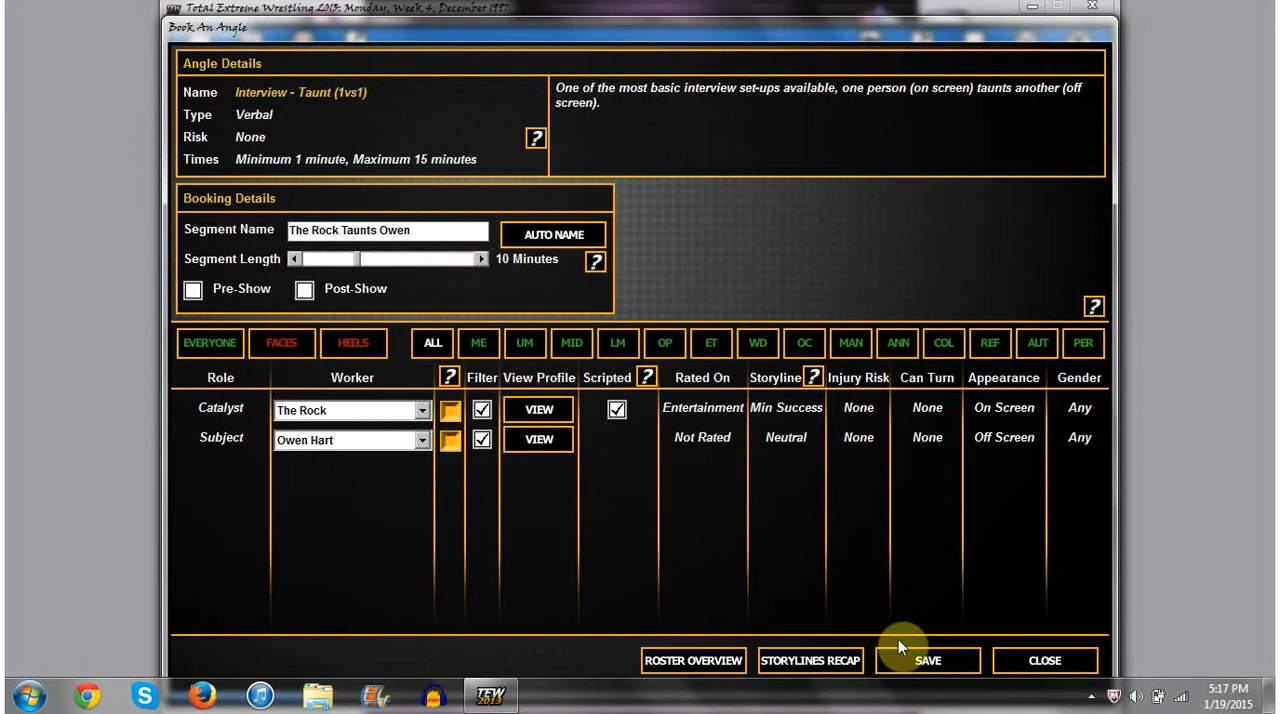 Total Extreme Wrestling 2013: Monday, Week 4, December 1997
Book An Angle
Angle Details
Name Interview - Taunt (1vs1)
Type Verbal
Risk None
Times Minimum 1 minute, Maximum 15 minutes
?
One of the most basic interview set-ups available, one person (on screen) taunts another (off
screen).
Booking Details
Segment Name The Rock Taunts Owen AUTO NAME
Segment Length 10 Minutes ?
Pre-Show Post-Show
?
EVERYONE FACES HEELS ALL ME UM MID LM OP ET WD OC MAN ANN COL REF AUT PER
Role Worker ? Filter View Profile Scripted ? Rated On Storyline ? Injury Risk Can Turn Appearance Gender
Catalyst The Rock VIEW Entertainment Min Success None None On Screen Any
Subject Owen Hart VIEW Not Rated Neutral None None Off Screen Any
ROSTER OVERVIEW STORYLINES RECAP SAVE CLOSE
TEW 2013
5:17 PM
1/19/2015